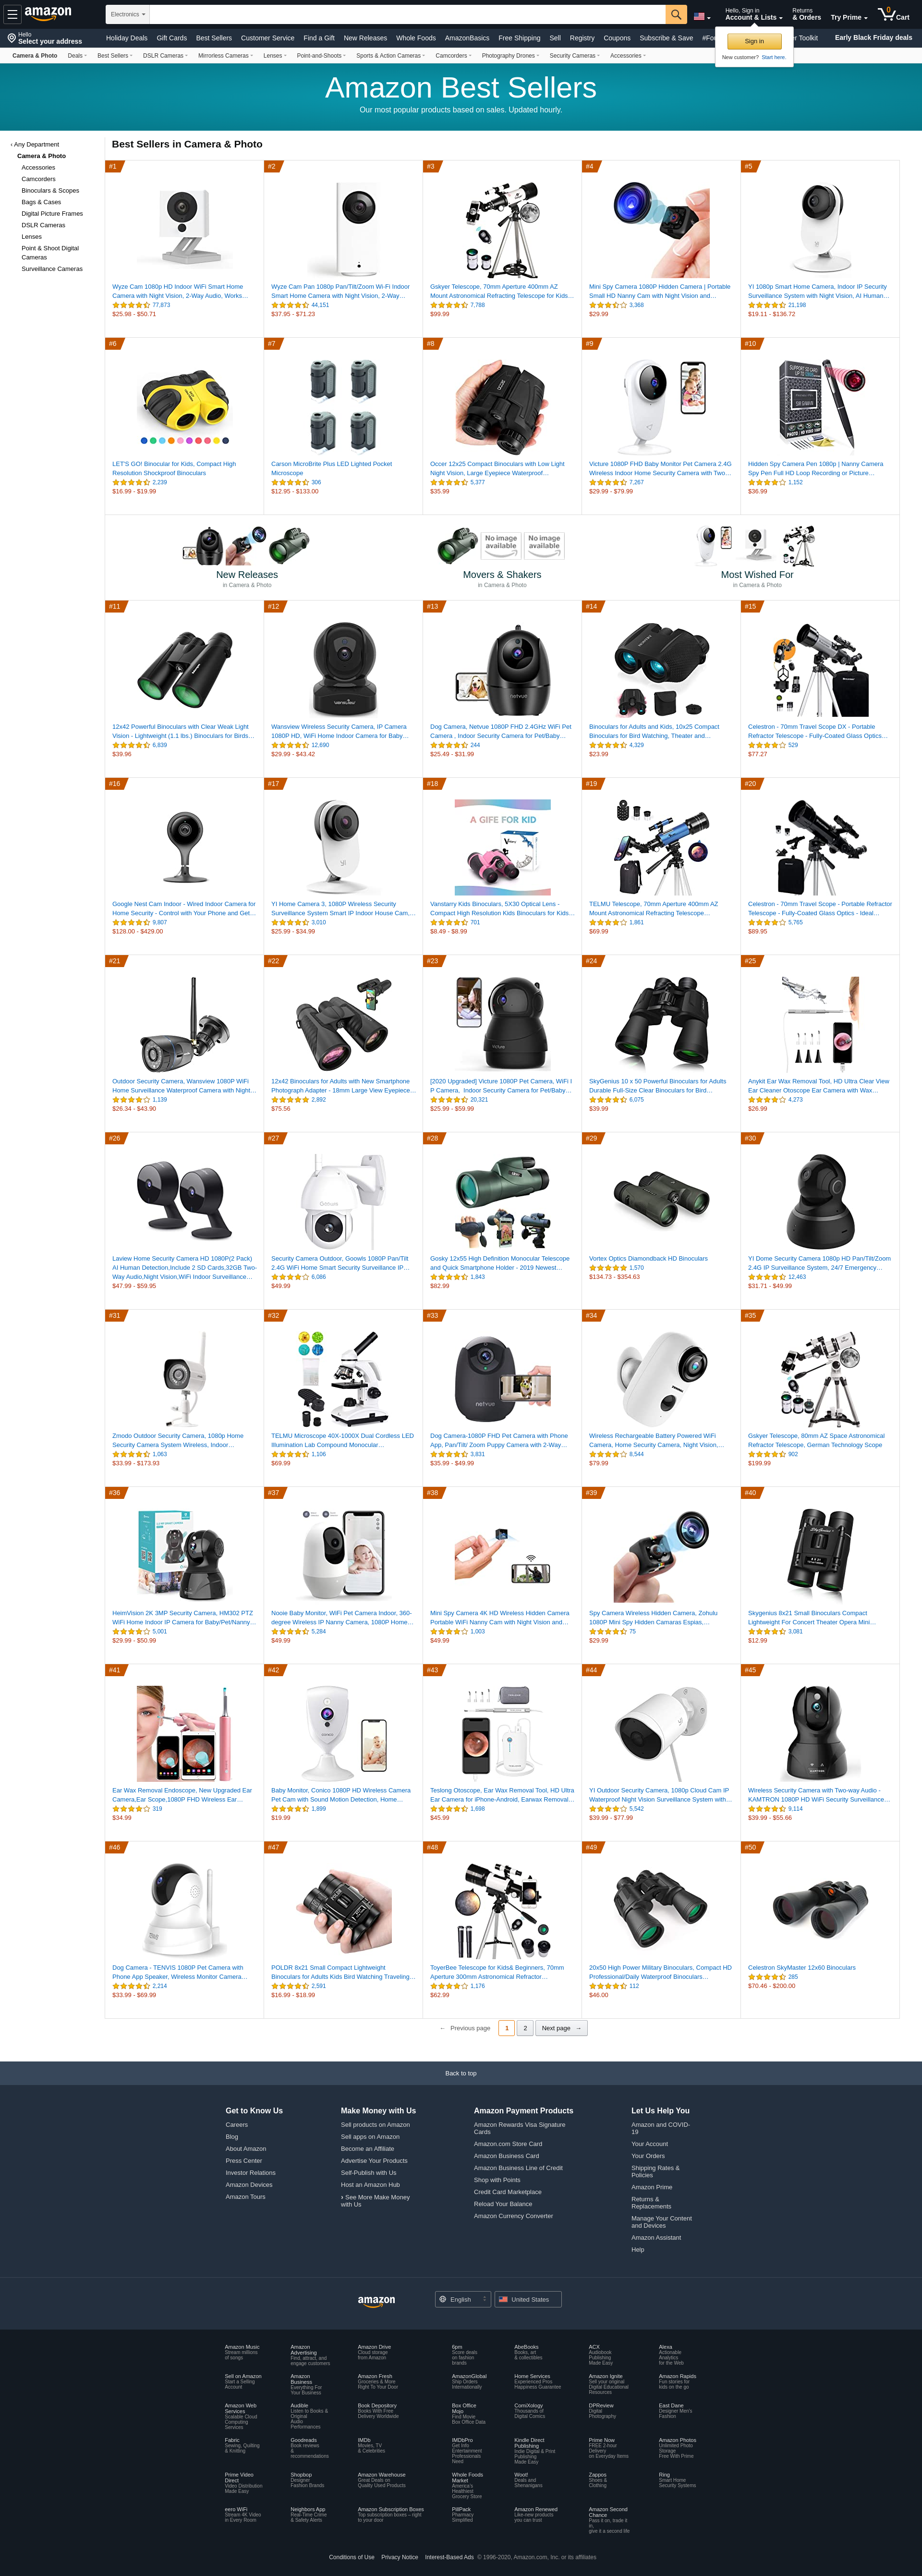 amazon
Electronics
Hello, Sign in
Account & Lists
Returns
& Orders
Try Prime
0
Cart
Hello
Select your address
Holiday Deals
Gift Cards
Best Sellers
Customer Service
Find a Gift
New Releases
Whole Foods
AmazonBasics
Free Shipping
Sell
Registry
Coupons
Subscribe & Save
Early Black Friday deals
Sign in
New customer? Start here.
Camera & Photo
Deals
Best Sellers
DSLR Cameras
Mirrorless Cameras
Lenses
Point-and-Shoots
Sports & Action Cameras
Camcorders
Photography Drones
Security Cameras
Accessories
Amazon Best Sellers
Our most popular products based on sales. Updated hourly.
‹ Any Department
Camera & Photo
Accessories
Camcorders
Binoculars & Scopes
Bags & Cases
Digital Picture Frames
DSLR Cameras
Lenses
Point & Shoot Digital
Cameras
Surveillance Cameras
Best Sellers in Camera & Photo
#1
Wyze Cam 1080p HD Indoor WiFi Smart Home
Camera with Night Vision, 2-Way Audio, Works…
77,873
$25.98 - $50.71
#2
Wyze Cam Pan 1080p Pan/Tilt/Zoom Wi-Fi Indoor
Smart Home Camera with Night Vision, 2-Way…
44,151
$37.95 - $71.23
#3
Gskyer Telescope, 70mm Aperture 400mm AZ
Mount Astronomical Refracting Telescope for Kids…
7,788
$99.99
#4
Mini Spy Camera 1080P Hidden Camera | Portable
Small HD Nanny Cam with Night Vision and…
3,368
$29.99
#5
YI 1080p Smart Home Camera, Indoor IP Security
Surveillance System with Night Vision, AI Human…
21,198
$19.11 - $136.72
#6
LET'S GO! Binocular for Kids, Compact High
Resolution Shockproof Binoculars
2,239
$16.99 - $19.99
#7
Carson MicroBrite Plus LED Lighted Pocket
Microscope
306
$12.95 - $133.00
#8
Occer 12x25 Compact Binoculars with Low Light
Night Vision, Large Eyepiece Waterproof…
5,377
$35.99
#9
Victure 1080P FHD Baby Monitor Pet Camera 2.4G
Wireless Indoor Home Security Camera with Two…
7,267
$29.99 - $79.99
#10
Hidden Spy Camera Pen 1080p | Nanny Camera
Spy Pen Full HD Loop Recording or Picture…
1,152
$36.99
New Releases
in Camera & Photo
No image
available
No image
available
Movers & Shakers
in Camera & Photo
Most Wished For
in Camera & Photo
#11
12x42 Powerful Binoculars with Clear Weak Light
Vision - Lightweight (1.1 lbs.) Binoculars for Birds…
6,839
$39.96
#12
Wansview Wireless Security Camera, IP Camera
1080P HD, WiFi Home Indoor Camera for Baby…
12,690
$29.99 - $43.42
#13
netvue
Dog Camera, Netvue 1080P FHD 2.4GHz WiFi Pet
Camera , Indoor Security Camera for Pet/Baby…
244
$25.49 - $31.99
#14
Binoculars for Adults and Kids, 10x25 Compact
Binoculars for Bird Watching, Theater and…
4,329
$23.99
#15
Celestron - 70mm Travel Scope DX - Portable
Refractor Telescope - Fully-Coated Glass Optics…
529
$77.27
#16
Google Nest Cam Indoor - Wired Indoor Camera for
Home Security - Control with Your Phone and Get…
9,807
$128.00 - $429.00
#17
YI Home Camera 3, 1080P Wireless Security
Surveillance System Smart IP Indoor House Cam,…
3,010
$25.99 - $34.99
#18
A GIFE FOR KID
Vanstarry Kids Binoculars, 5X30 Optical Lens -
Compact High Resolution Kids Binoculars for Kids…
701
$8.49 - $8.99
#19
TELMU Telescope, 70mm Aperture 400mm AZ
Mount Astronomical Refracting Telescope…
1,861
$69.99
#20
Celestron - 70mm Travel Scope - Portable Refractor
Telescope - Fully-Coated Glass Optics - Ideal…
5,765
$89.95
#21
Outdoor Security Camera, Wansview 1080P WiFi
Home Surveillance Waterproof Camera with Night…
1,139
$26.34 - $43.90
#22
12x42 Binoculars for Adults with New Smartphone
Photograph Adapter - 18mm Large View Eyepiece…
2,892
$75.56
#23
[2020 Upgraded] Victure 1080P Pet Camera, WiFi I
P Camera, Indoor Security Camera for Pet/Baby…
20,321
$25.99 - $59.99
#24
SkyGenius 10 x 50 Powerful Binoculars for Adults
Durable Full-Size Clear Binoculars for Bird…
6,075
$39.99
#25
Anykit Ear Wax Removal Tool, HD Ultra Clear View
Ear Cleaner Otoscope Ear Camera with Wax…
4,273
$26.99
#26
Laview Home Security Camera HD 1080P(2 Pack)
AI Human Detection,Include 2 SD Cards,32GB Two-
Way Audio,Night Vision,WiFi Indoor Surveillance…
$47.99 - $59.95
#27
Security Camera Outdoor, Goowls 1080P Pan/Tilt
2.4G WiFi Home Smart Security Surveillance IP…
6,086
$49.99
#28
Gosky 12x55 High Definition Monocular Telescope
and Quick Smartphone Holder - 2019 Newest…
1,843
$82.99
#29
Vortex Optics Diamondback HD Binoculars
1,570
$134.73 - $354.63
#30
YI Dome Security Camera 1080p HD Pan/Tilt/Zoom
2.4G IP Surveillance System, 24/7 Emergency…
12,463
$31.71 - $49.99
#31
Zmodo Outdoor Security Camera, 1080p Home
Security Camera System Wireless, Indoor…
1,063
$33.99 - $173.93
#32
TELMU Microscope 40X-1000X Dual Cordless LED
Illumination Lab Compound Monocular…
1,106
$69.99
#33
netvue
Dog Camera-1080P FHD Pet Camera with Phone
App, Pan/Tilt/ Zoom Puppy Camera with 2-Way…
3,831
$35.99 - $49.99
#34
Wireless Rechargeable Battery Powered WiFi
Camera, Home Security Camera, Night Vision,…
8,544
$79.99
#35
Gskyer Telescope, 80mm AZ Space Astronomical
Refractor Telescope, German Technology Scope
902
$199.99
#36
HeimVision 2K 3MP Security Camera, HM302 PTZ
WiFi Home Indoor IP Camera for Baby/Pet/Nanny…
5,001
$29.99 - $50.99
#37
Nooie Baby Monitor, WiFi Pet Camera Indoor, 360-
degree Wireless IP Nanny Camera, 1080P Home…
5,284
$49.99
#38
Mini Spy Camera 4K HD Wireless Hidden Camera
Portable WiFi Nanny Cam with Night Vision and…
1,003
$49.99
#39
Spy Camera Wireless Hidden Camera, Zohulu
1080P Mini Spy Hidden Camaras Espias,…
75
$29.99
#40
Skygenius 8x21 Small Binoculars Compact
Lightweight For Concert Theater Opera Mini…
3,081
$12.99
#41
Ear Wax Removal Endoscope, New Upgraded Ear
Camera,Ear Scope,1080P FHD Wireless Ear…
319
$34.99
#42
Baby Monitor, Conico 1080P HD Wireless Camera
Pet Cam with Sound Motion Detection, Home…
1,899
$19.99
#43
Teslong Otoscope, Ear Wax Removal Tool, HD Ultra
Ear Camera for iPhone-Android, Earwax Removal…
1,698
$45.99
#44
YI Outdoor Security Camera, 1080p Cloud Cam IP
Waterproof Night Vision Surveillance System with…
5,542
$39.99 - $77.99
#45
Wireless Security Camera with Two-way Audio -
KAMTRON 1080P HD WiFi Security Surveillance…
9,114
$39.99 - $55.66
#46
Dog Camera - TENVIS 1080P Pet Camera with
Phone App Speaker, Wireless Monitor Camera…
2,214
$33.99 - $69.99
#47
POLDR 8x21 Small Compact Lightweight
Binoculars for Adults Kids Bird Watching Traveling…
2,591
$16.99 - $18.99
#48
ToyerBee Telescope for Kids& Beginners, 70mm
Aperture 300mm Astronomical Refractor…
1,176
$62.99
#49
20x50 High Power Military Binoculars, Compact HD
Professional/Daily Waterproof Binoculars…
112
$46.00
#50
Celestron SkyMaster 12x60 Binoculars
285
$70.46 - $200.00
← Previous page
1
2
Next page →
Back to top
Get to Know Us
Careers
Blog
About Amazon
Press Center
Investor Relations
Amazon Devices
Amazon Tours
Make Money with Us
Sell products on Amazon
Sell apps on Amazon
Become an Affiliate
Advertise Your Products
Self-Publish with Us
Host an Amazon Hub
› See More Make Money
with Us
Amazon Payment Products
Amazon Rewards Visa Signature
Cards
Amazon.com Store Card
Amazon Business Card
Amazon Business Line of Credit
Shop with Points
Credit Card Marketplace
Reload Your Balance
Amazon Currency Converter
Let Us Help You
Amazon and COVID-
19
Your Account
Your Orders
Shipping Rates &
Policies
Amazon Prime
Returns &
Replacements
Manage Your Content
and Devices
Amazon Assistant
Help
amazon
English
United States
Amazon Music
Stream millions
of songs
Amazon
Advertising
Find, attract, and
engage customers
Amazon Drive
Cloud storage
from Amazon
6pm
Score deals
on fashion
brands
AbeBooks
Books, art
& collectibles
ACX
Audiobook
Publishing
Made Easy
Alexa
Actionable
Analytics
for the Web
Sell on Amazon
Start a Selling
Account
Amazon
Business
Everything For
Your Business
Amazon Fresh
Groceries & More
Right To Your Door
AmazonGlobal
Ship Orders
Internationally
Home Services
Experienced Pros
Happiness Guarantee
Amazon Ignite
Sell your original
Digital Educational
Resources
Amazon Rapids
Fun stories for
kids on the go
Amazon Web
Services
Scalable Cloud
Computing
Services
Audible
Listen to Books &
Original
Audio
Performances
Book Depository
Books With Free
Delivery Worldwide
Box Office
Mojo
Find Movie
Box Office Data
ComiXology
Thousands of
Digital Comics
DPReview
Digital
Photography
East Dane
Designer Men's
Fashion
Fabric
Sewing, Quilting
& Knitting
Goodreads
Book reviews
&
recommendations
IMDb
Movies, TV
& Celebrities
IMDbPro
Get Info
Entertainment
Professionals
Need
Kindle Direct
Publishing
Indie Digital & Print
Publishing
Made Easy
Prime Now
FREE 2-hour
Delivery
on Everyday Items
Amazon Photos
Unlimited Photo
Storage
Free With Prime
Prime Video
Direct
Video Distribution
Made Easy
Shopbop
Designer
Fashion Brands
Amazon Warehouse
Great Deals on
Quality Used Products
Whole Foods
Market
America's
Healthiest
Grocery Store
Woot!
Deals and
Shenanigans
Zappos
Shoes &
Clothing
Ring
Smart Home
Security Systems
eero WiFi
Stream 4K Video
in Every Room
Neighbors App
Real-Time Crime
& Safety Alerts
Amazon Subscription Boxes
Top subscription boxes – right
to your door
PillPack
Pharmacy
Simplified
Amazon Renewed
Like-new products
you can trust
Amazon Second
Chance
Pass it on, trade it
in,
give it a second life
Conditions of Use
Privacy Notice
Interest-Based Ads
© 1996-2020, Amazon.com, Inc. or its affiliates